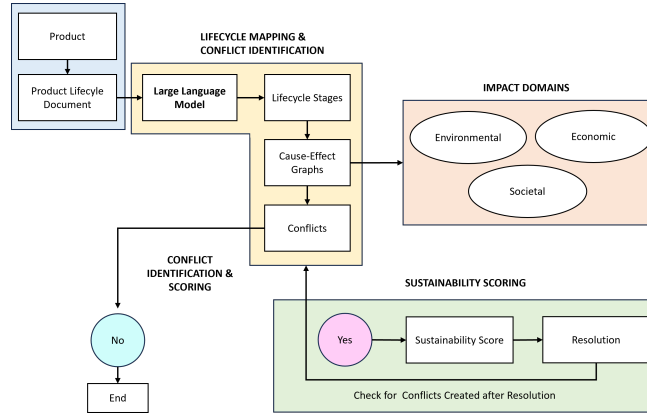 Product
Product Lifecyle
Document
LIFECYCLE MAPPING &
CONFLICT IDENTIFICATION
Large Language
Model
Lifecycle Stages
Cause-Effect
Graphs
Conflicts
IMPACT DOMAINS
Environmental
Economic
Societal
CONFLICT
IDENTIFICATION &
SCORING
No
End
SUSTAINABILITY SCORING
Yes
Sustainability Score
Resolution
Check for Conflicts Created after Resolution